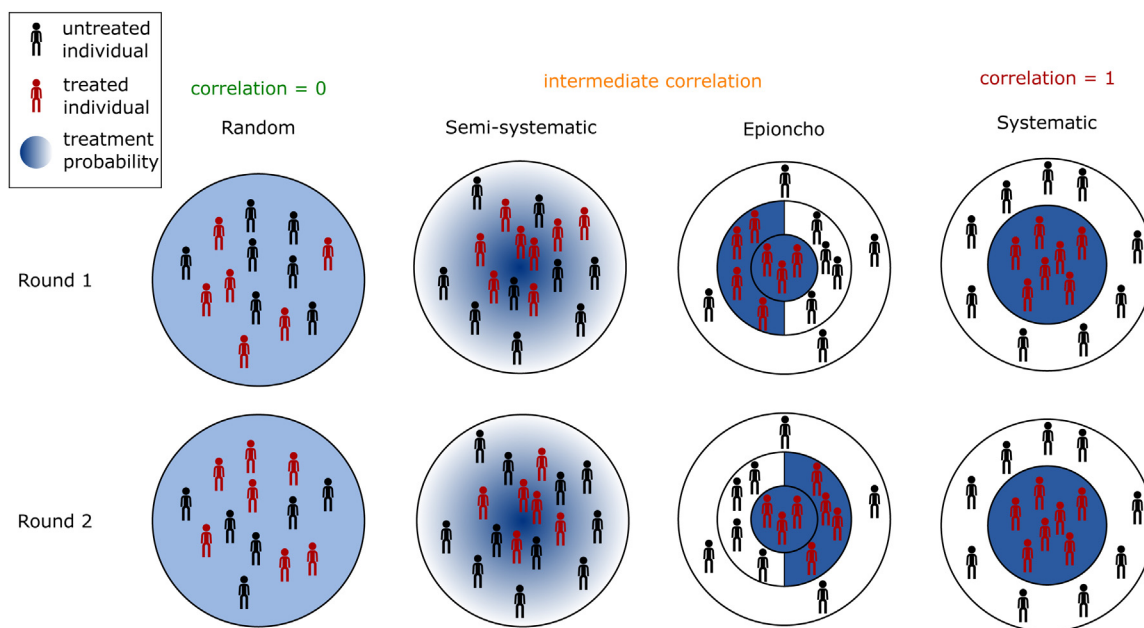 untreated
individual
treated
individual
treatment
probability
correlation = 0
intermediate correlation
correlation = 1
Random
Semi-systematic
Epioncho
Systematic
Round 1
Round 2